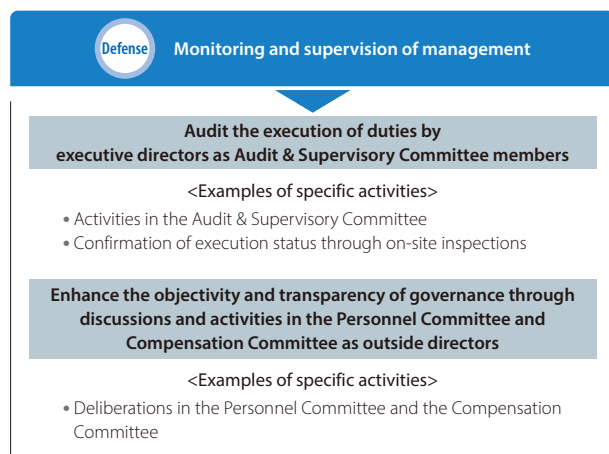 Defense Monitoring and supervision of management
Audit the execution of duties by
executive directors as Audit & Supervisory Committee members
<Examples of specific activities>
• Activities in the Audit & Supervisory Committee
• Confirmation of execution status through on-site inspections
Enhance the objectivity and transparency of governance through
discussions and activities in the Personnel Committee and
Compensation Committee as outside directors
<Examples of specific activities>
• Deliberations in the Personnel Committee and the Compensation
Committee